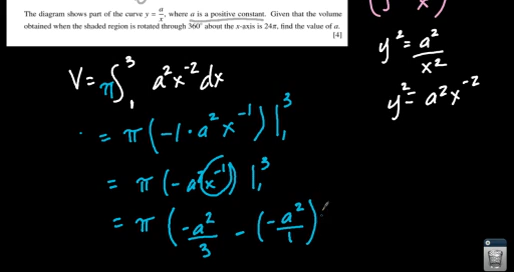 The diagram shows part of the curve y = a/x, where a is a positive constant. Given that the volume
obtained when the shaded region is rotated through 360° about the x-axis is 24π, find the value of a.
[4]
( x )
y² = a²/x²
y² = a²x⁻²
V = π∫₁³ a²x⁻² dx
= π(-1·a²x⁻¹)|₁³
= π(-a²x⁻¹)|₁³
= π(-a²/3 - (-a²/1)